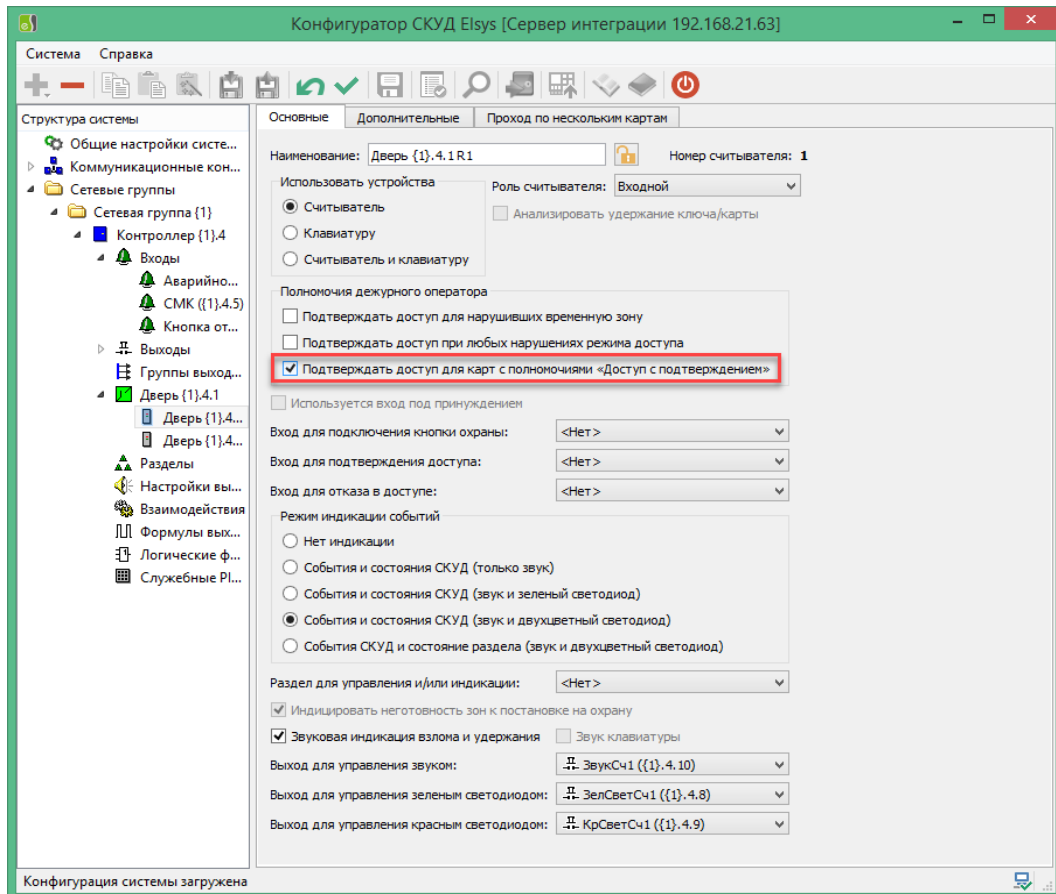 Конфигуратор СКУД Elsys [Сервер интеграции 192.168.21.63]
Система Справка
Структура системы
Общие настройки систе...
Коммуникационные кон...
Сетевые группы
Сетевая группа {1}
Контроллер {1}.4
Входы
Аварийно...
СМК ({1}.4.5)
Кнопка от...
Выходы
Группы выход...
Дверь {1}.4.1
Дверь {1}.4...
Дверь {1}.4...
Разделы
Настройки вы...
Взаимодействия
Формулы вых...
Логические ф...
Служебные PI...
Основные Дополнительные Проход по нескольким картам
Наименование: Дверь {1}.4.1R1 Номер считывателя: 1
Использовать устройства
Считыватель
Клавиатуру
Считыватель и клавиатуру
Роль считывателя: Входной
Анализировать удержание ключа/карты
Полномочия дежурного оператора
Подтверждать доступ для нарушивших временную зону
Подтверждать доступ при любых нарушениях режима доступа
Подтверждать доступ для карт с полномочиями «Доступ с подтверждением»
Используется вход под принуждением
Вход для подключения кнопки охраны: <Нет>
Вход для подтверждения доступа: <Нет>
Вход для отказа в доступе: <Нет>
Режим индикации событий
Нет индикации
События и состояния СКУД (только звук)
События и состояния СКУД (звук и зеленый светодиод)
События и состояния СКУД (звук и двухцветный светодиод)
События СКУД и состояние раздела (звук и двухцветный светодиод)
Раздел для управления и/или индикации: <Нет>
Индицировать неготовность зон к постановке на охрану
Звуковая индикация взлома и удержания Звук клавиатуры
Выход для управления звуком: ЗвукСч1 ({1}.4.10)
Выход для управления зеленым светодиодом: ЗелСветСч1 ({1}.4.8)
Выход для управления красным светодиодом: КрСветСч1 ({1}.4.9)
Конфигурация системы загружена